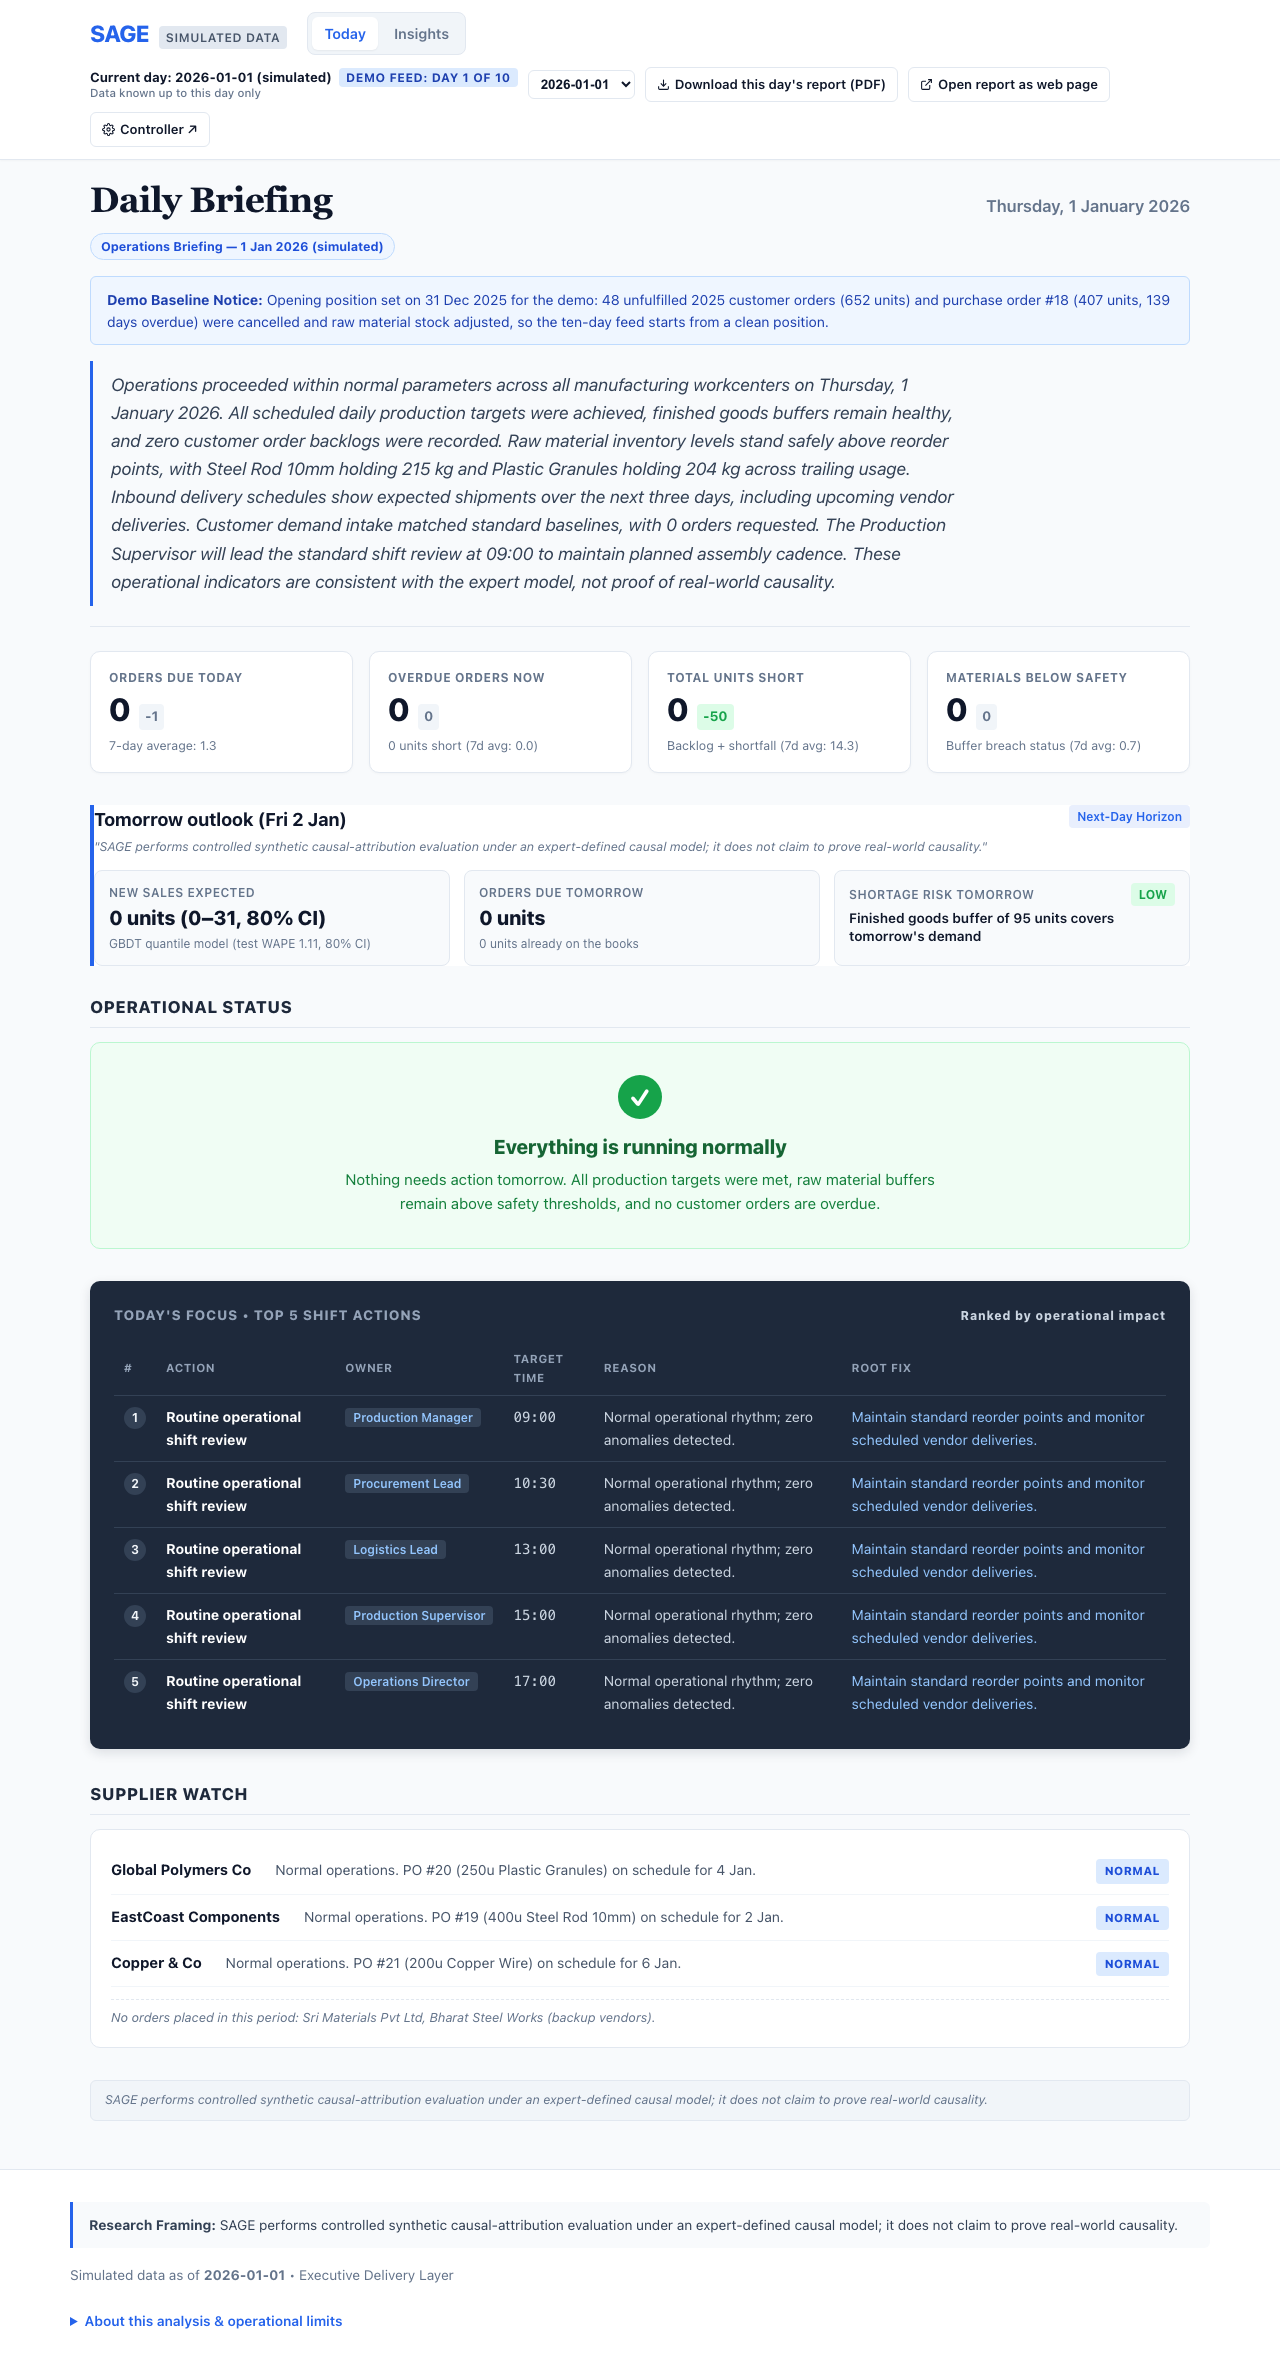 SAGE SIMULATED DATA Today Insights
Current day: 2026-01-01 (simulated) DEMO FEED: DAY 1 OF 10 2026-01-01 Download this day's report (PDF) Open report as web page
Data known up to this day only
Controller ↗
Daily Briefing Thursday, 1 January 2026
Operations Briefing — 1 Jan 2026 (simulated)
Demo Baseline Notice: Opening position set on 31 Dec 2025 for the demo: 48 unfulfilled 2025 customer orders (652 units) and purchase order #18 (407 units, 139
days overdue) were cancelled and raw material stock adjusted, so the ten-day feed starts from a clean position.
Operations proceeded within normal parameters across all manufacturing workcenters on Thursday, 1
January 2026. All scheduled daily production targets were achieved, finished goods buffers remain healthy,
and zero customer order backlogs were recorded. Raw material inventory levels stand safely above reorder
points, with Steel Rod 10mm holding 215 kg and Plastic Granules holding 204 kg across trailing usage.
Inbound delivery schedules show expected shipments over the next three days, including upcoming vendor
deliveries. Customer demand intake matched standard baselines, with 0 orders requested. The Production
Supervisor will lead the standard shift review at 09:00 to maintain planned assembly cadence. These
operational indicators are consistent with the expert model, not proof of real-world causality.
ORDERS DUE TODAY
0 -1
7-day average: 1.3
OVERDUE ORDERS NOW
0 0
0 units short (7d avg: 0.0)
TOTAL UNITS SHORT
0 -50
Backlog + shortfall (7d avg: 14.3)
MATERIALS BELOW SAFETY
0 0
Buffer breach status (7d avg: 0.7)
Tomorrow outlook (Fri 2 Jan) Next-Day Horizon
"SAGE performs controlled synthetic causal-attribution evaluation under an expert-defined causal model; it does not claim to prove real-world causality."
NEW SALES EXPECTED
0 units (0–31, 80% CI)
GBDT quantile model (test WAPE 1.11, 80% CI)
ORDERS DUE TOMORROW
0 units
0 units already on the books
SHORTAGE RISK TOMORROW LOW
Finished goods buffer of 95 units covers
tomorrow's demand
OPERATIONAL STATUS
Everything is running normally
Nothing needs action tomorrow. All production targets were met, raw material buffers
remain above safety thresholds, and no customer orders are overdue.
TODAY'S FOCUS • TOP 5 SHIFT ACTIONS Ranked by operational impact
# ACTION OWNER TARGET TIME REASON ROOT FIX
1 Routine operational shift review Production Manager 09:00 Normal operational rhythm; zero anomalies detected. Maintain standard reorder points and monitor scheduled vendor deliveries.
2 Routine operational shift review Procurement Lead 10:30 Normal operational rhythm; zero anomalies detected. Maintain standard reorder points and monitor scheduled vendor deliveries.
3 Routine operational shift review Logistics Lead 13:00 Normal operational rhythm; zero anomalies detected. Maintain standard reorder points and monitor scheduled vendor deliveries.
4 Routine operational shift review Production Supervisor 15:00 Normal operational rhythm; zero anomalies detected. Maintain standard reorder points and monitor scheduled vendor deliveries.
5 Routine operational shift review Operations Director 17:00 Normal operational rhythm; zero anomalies detected. Maintain standard reorder points and monitor scheduled vendor deliveries.
SUPPLIER WATCH
Global Polymers Co Normal operations. PO #20 (250u Plastic Granules) on schedule for 4 Jan. NORMAL
EastCoast Components Normal operations. PO #19 (400u Steel Rod 10mm) on schedule for 2 Jan. NORMAL
Copper & Co Normal operations. PO #21 (200u Copper Wire) on schedule for 6 Jan. NORMAL
No orders placed in this period: Sri Materials Pvt Ltd, Bharat Steel Works (backup vendors).
SAGE performs controlled synthetic causal-attribution evaluation under an expert-defined causal model; it does not claim to prove real-world causality.
Research Framing: SAGE performs controlled synthetic causal-attribution evaluation under an expert-defined causal model; it does not claim to prove real-world causality.
Simulated data as of 2026-01-01 • Executive Delivery Layer
▶ About this analysis & operational limits